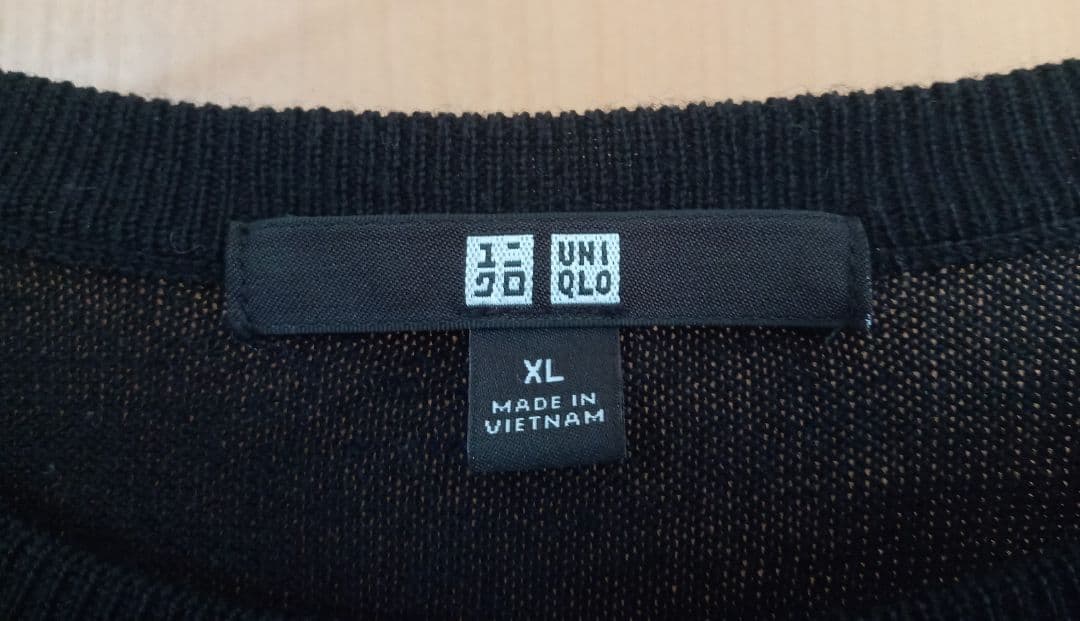 ユニ UNI
クロ QLO
XL
MADE IN
VIETNAM